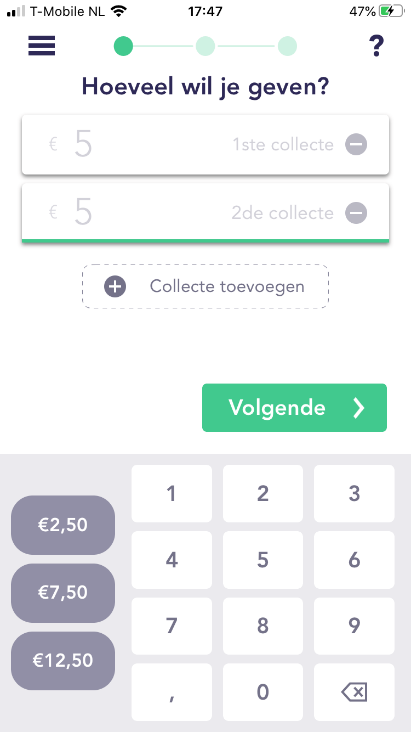 T-Mobile NL 17:47 47%
?
Hoeveel wil je geven?
€ 5 1ste collecte
€ 5 2de collecte
Collecte toevoegen
Volgende
1 2 3
€2,50
4 5 6
€7,50
7 8 9
€12,50
, 0